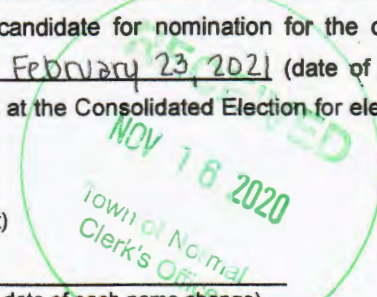 candidate for nomination for the
February 23, 2021 (date of
at the Consolidated Election for
RECEIVED
NOV 16 2020
Town of Normal
Clerk's Office
date of each name change)